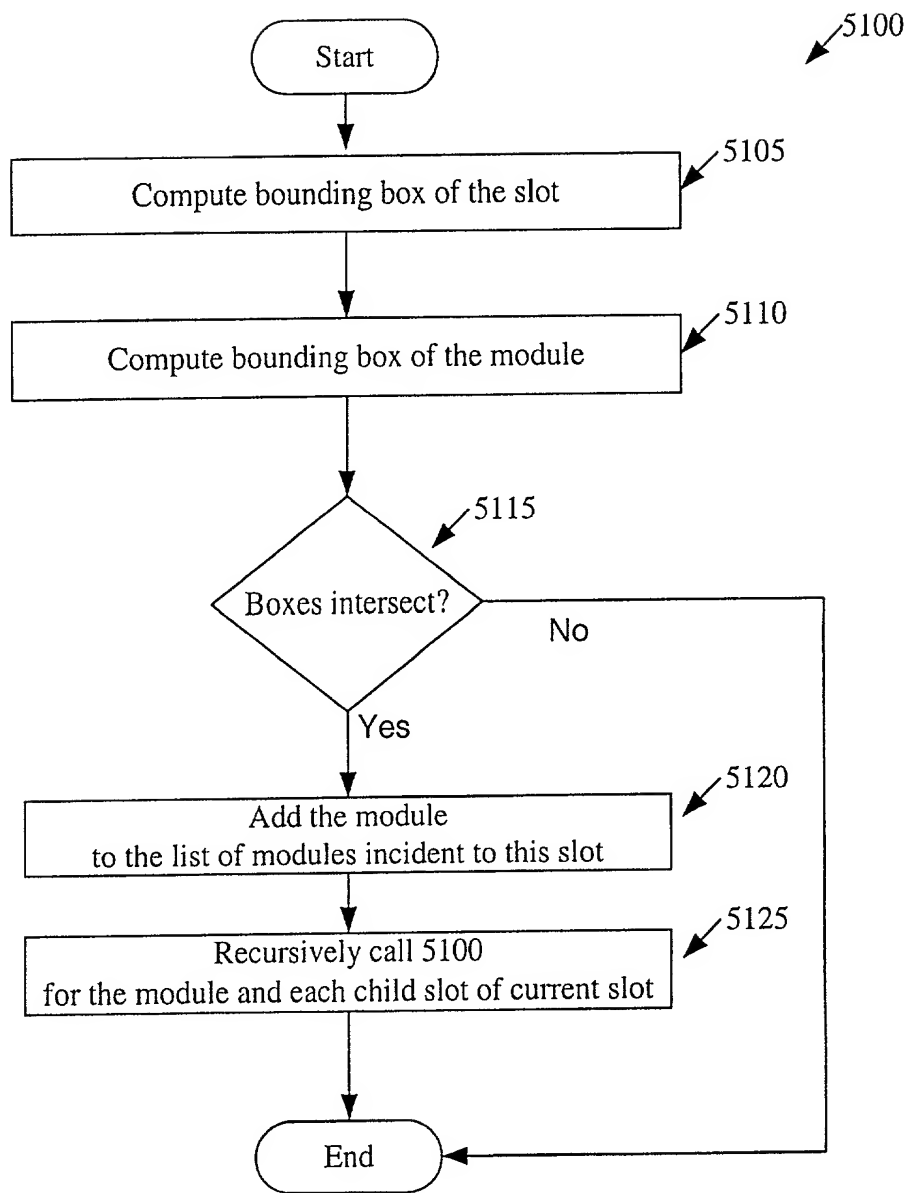 5100
Start
5105
Compute bounding box of the slot
5110
Compute bounding box of the module
5115
Boxes intersect?
No
Yes
5120
Add the module
to the list of modules incident to this slot
5125
Recursively call 5100
for the module and each child slot of current slot
End